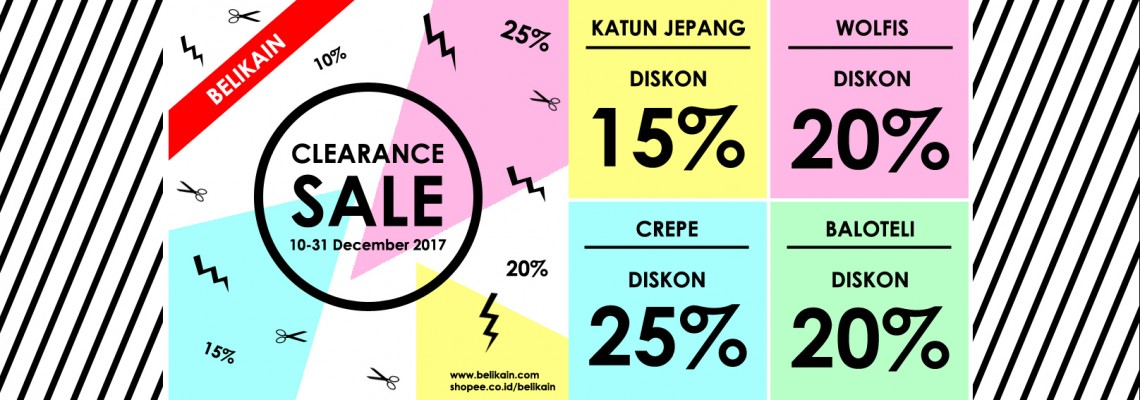 BELIKAIN
10%
25%
CLEARANCE
SALE
10-31 December 2017
20%
15%
www.belikain.com
shopee.co.id/belikain
KATUN JEPANG
DISKON
15%
WOLFIS
DISKON
20%
CREPE
DISKON
25%
BALOTELI
DISKON
20%